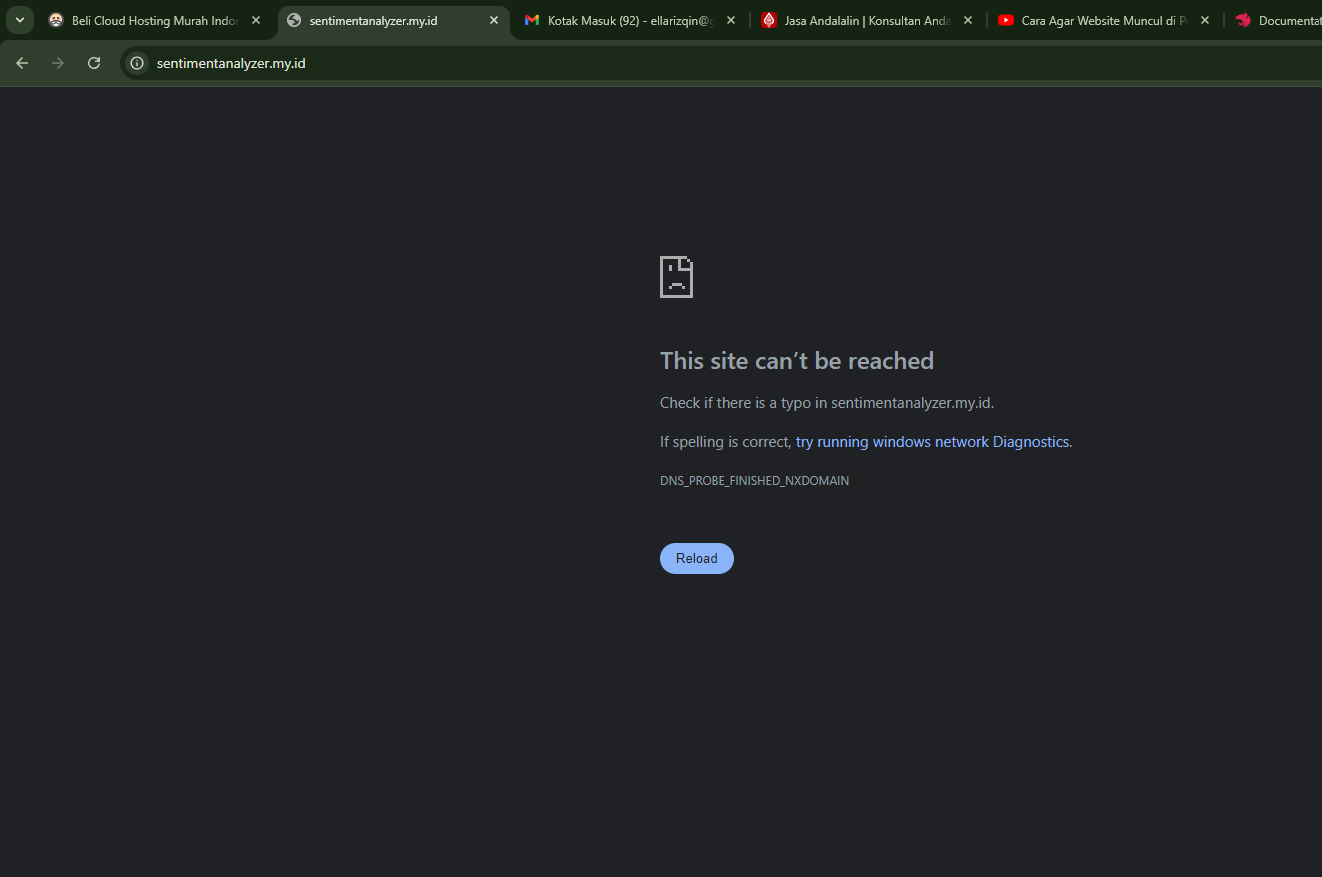 Beli Cloud Hosting Murah Indor
sentimentanalyzer.my.id
Kotak Masuk (92) - ellarizqin@g
Jasa Andalalin | Konsultan Anda
Cara Agar Website Muncul di P
Documentat
sentimentanalyzer.my.id
This site can’t be reached
Check if there is a typo in sentimentanalyzer.my.id.
If spelling is correct, try running windows network Diagnostics.
DNS_PROBE_FINISHED_NXDOMAIN
Reload